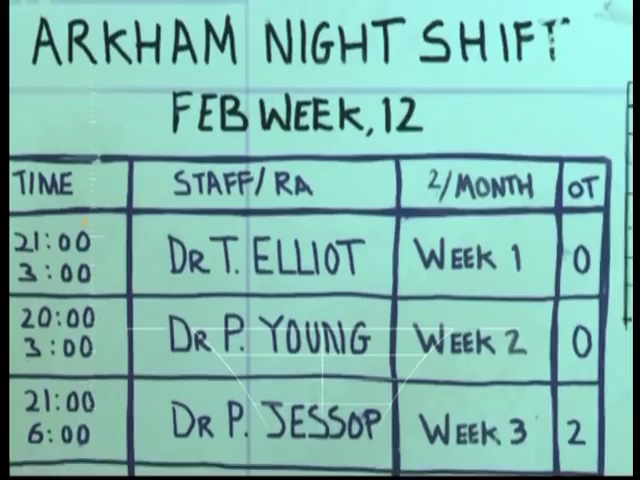 ARKHAM NIGHT SHIFT
FEB WEEK, 12
TIME STAFF/RA 2/MONTH OT
21:00 3:00 DR T. ELLIOT WEEK 1 0
20:00 3:00 DR P. YOUNG WEEK 2 0
21:00 6:00 DR P. JESSOP WEEK 3 2